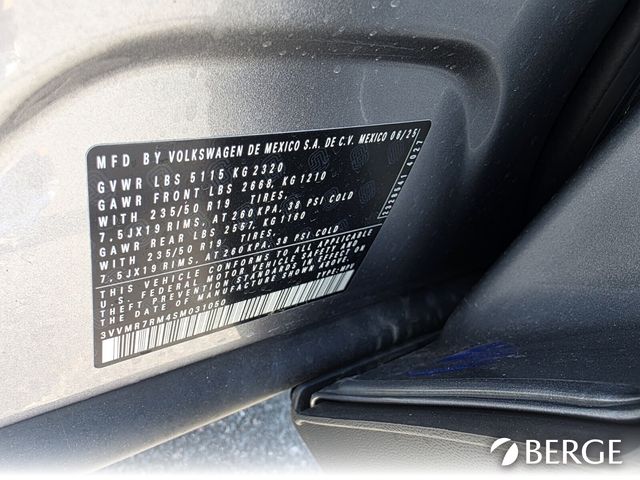 MFD BY VOLKSWAGEN DE MEXICO S.A. DE C.V. MEXICO 06/25
GVWR LBS 5115 KG 2320
GAWR FRONT LBS 2668, KG 1210
WITH 235/50 R19 TIRES,
7.5JX19 RIMS, AT 260 KPA, 38 PSI COLD
GAWR REAR LBS 2567, KG 1160
WITH 235/50 R19 TIRES,
7.5JX19 RIMS, AT 260 KPA, 38 PSI COLD
THIS VEHICLE CONFORMS TO ALL APPLICABLE
U.S. FEDERAL MOTOR VEHICLE SAFETY AND
THEFT PREVENTION STANDARDS IN EFFECT ON
THE DATE OF MANUFACTURE SHOWN ABOVE.
TYPE: MPV
3VVMR7RM4SM031050
BERGE